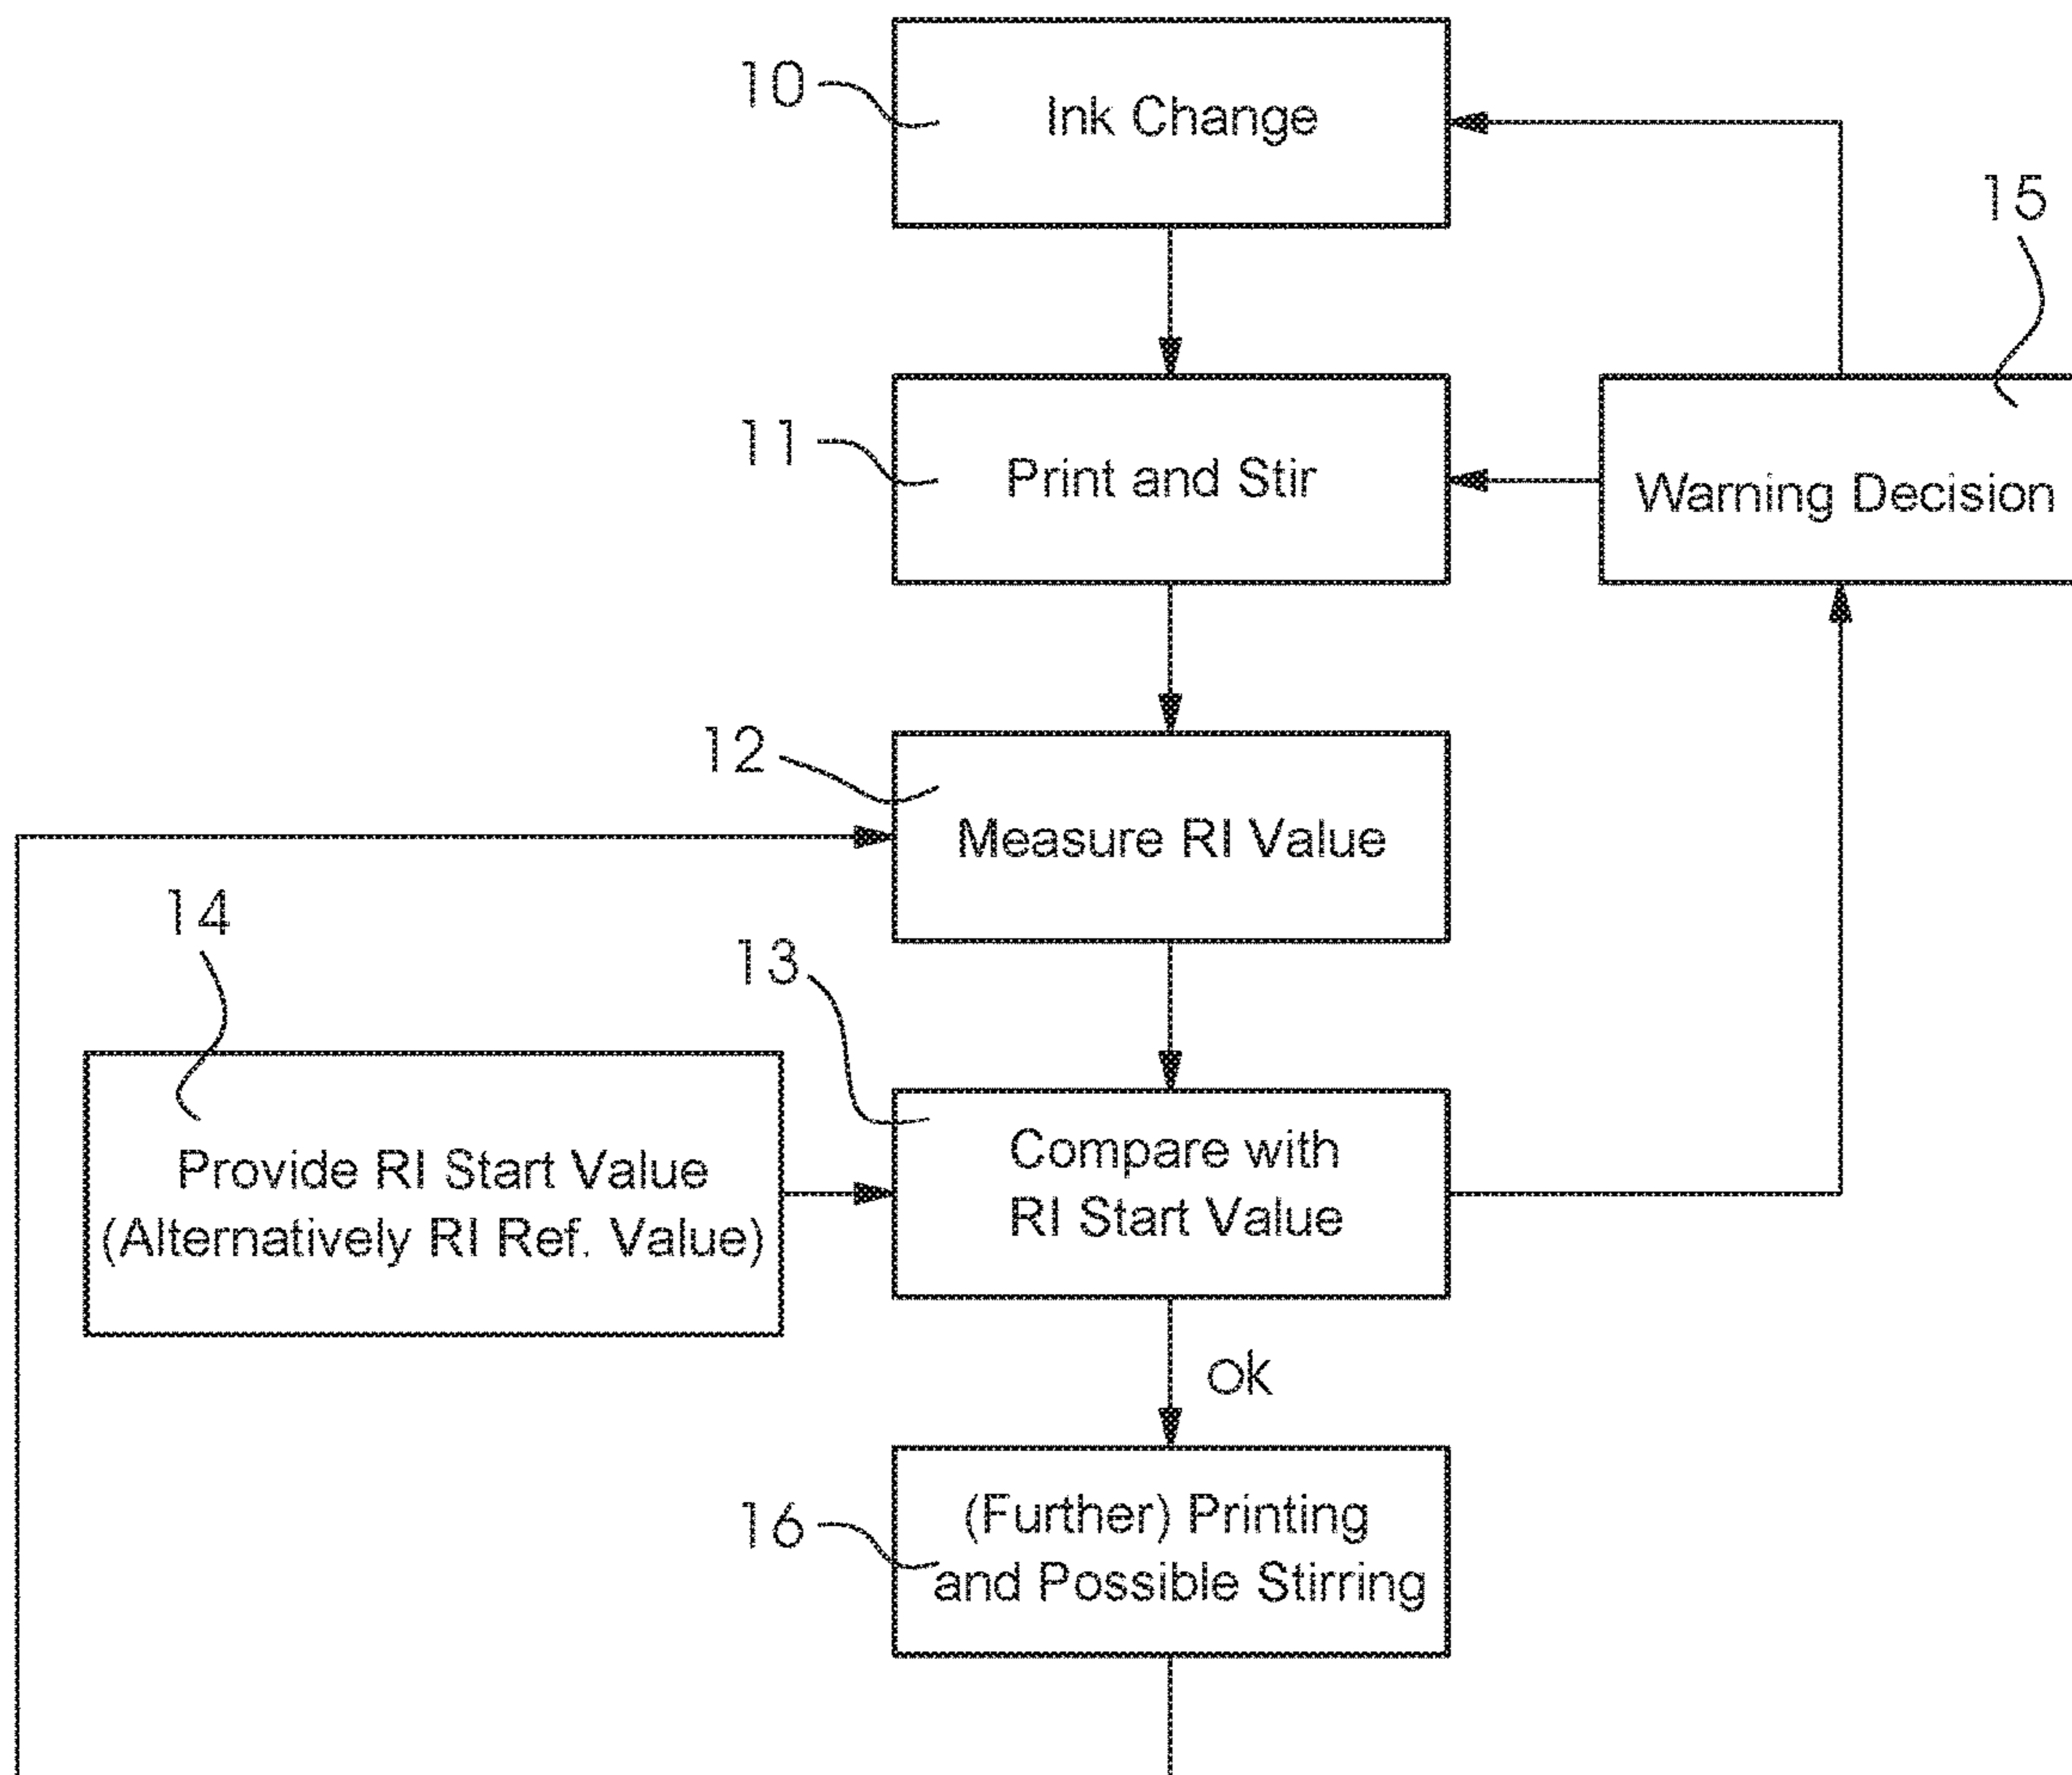 10
Ink Change
15
11
Print and Stir
Warning Decision
12
Measure RI Value
14
13
Provide RI Start Value
(Alternatively RI Ref. Value)
Compare with
RI Start Value
ok
16
(Further) Printing
and Possible Stirring